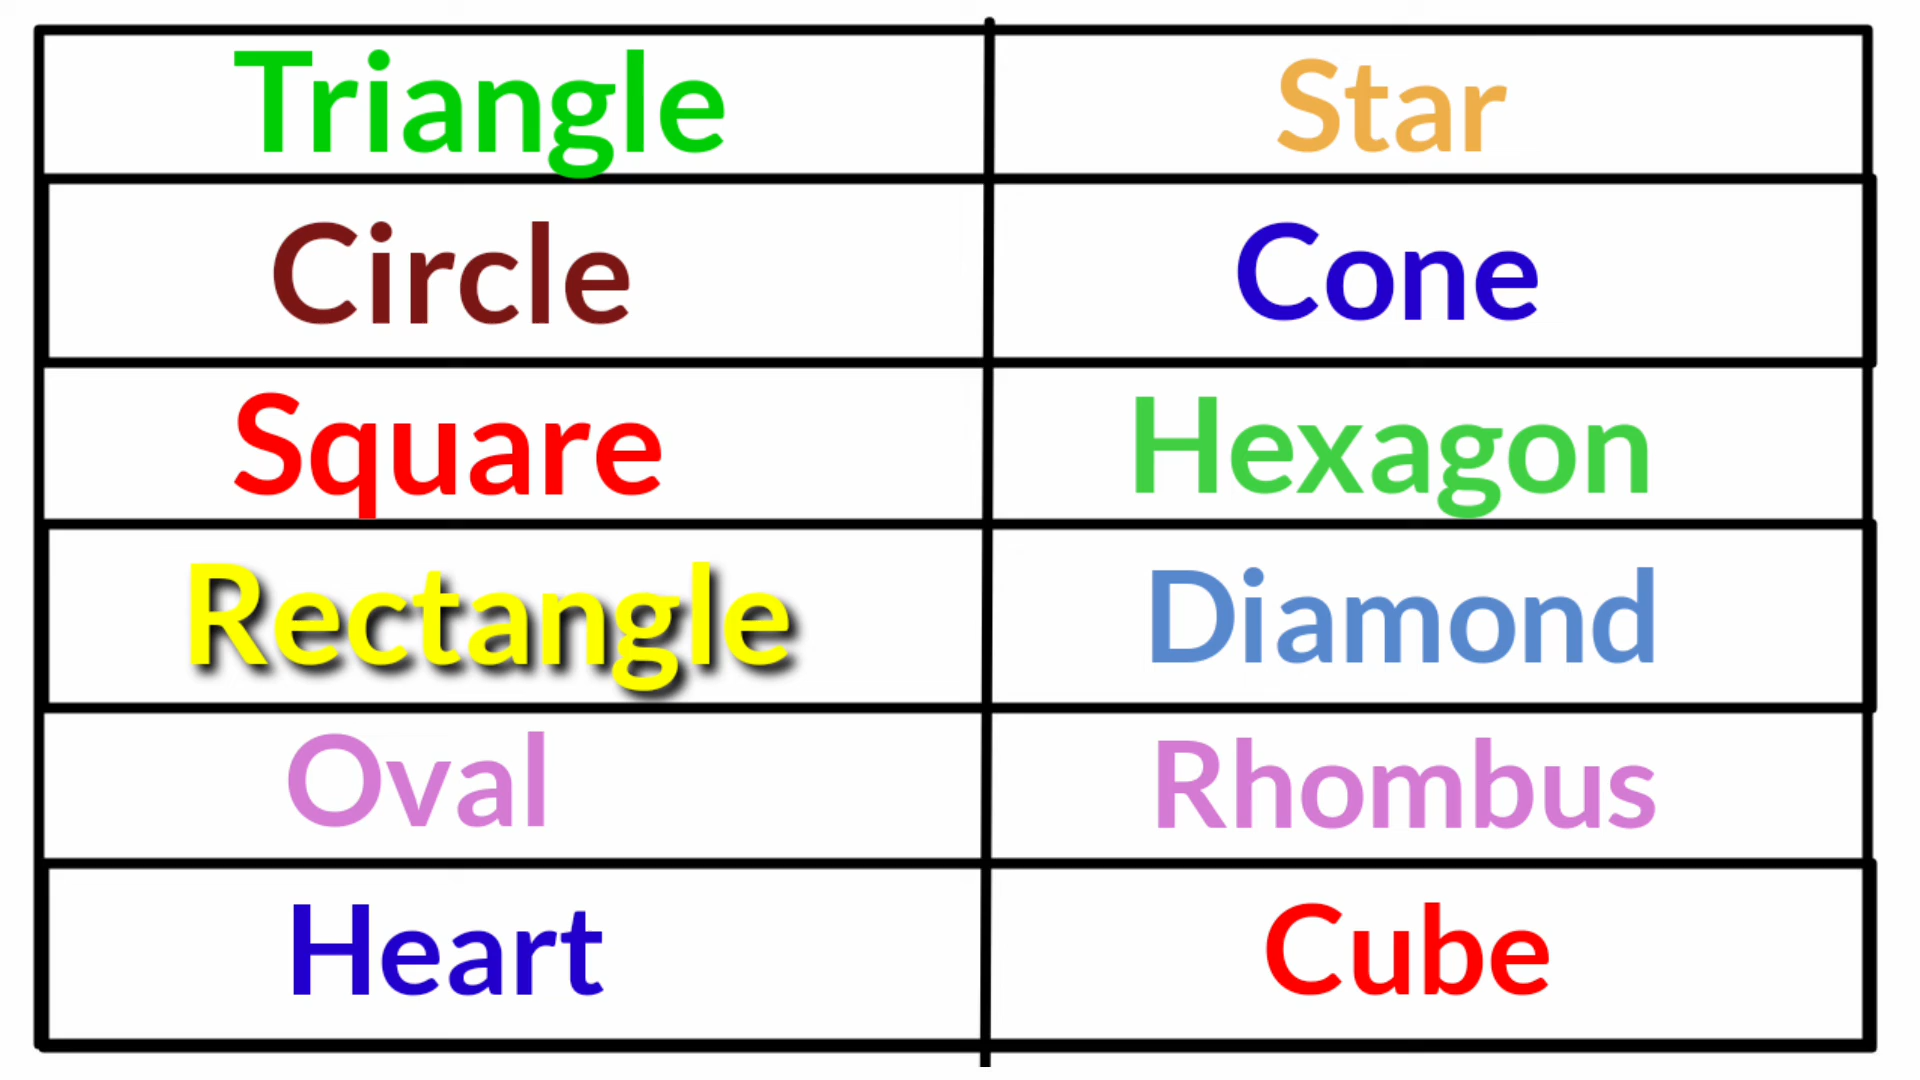 Triangle Star
Circle Cone
Square Hexagon
Rectangle Diamond
Oval Rhombus
Heart Cube